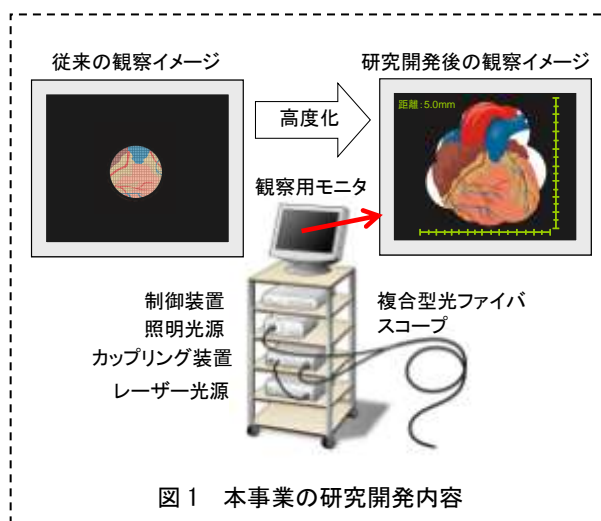 従来の観察イメージ
研究開発後の観察イメージ
高度化
距離:5.0mm
観察用モニタ
制御装置
照明光源
カップリング装置
レーザー光源
複合型光ファイバ
スコープ
図1 本事業の研究開発内容